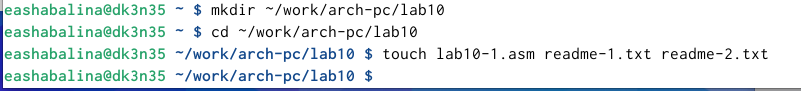 eashabalina@dk3n35 ~ $ mkdir ~/work/arch-pc/lab10
eashabalina@dk3n35 ~ $ cd ~/work/arch-pc/lab10
eashabalina@dk3n35 ~/work/arch-pc/lab10 $ touch lab10-1.asm readme-1.txt readme-2.txt
eashabalina@dk3n35 ~/work/arch-pc/lab10 $